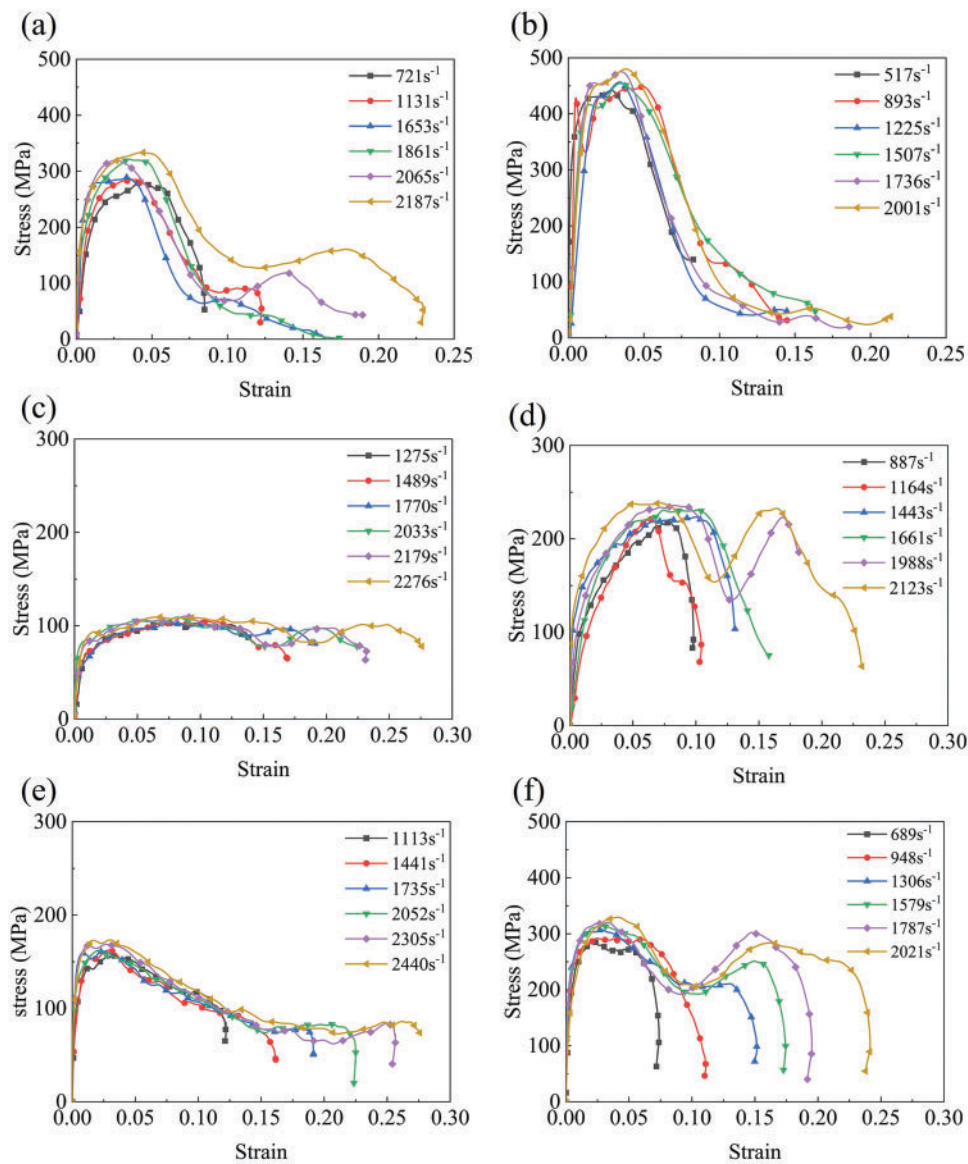 (a)
500
400
300
200
100
0
0.00 0.05 0.10 0.15 0.20 0.25
Stress (MPa)
Strain
721s⁻¹
1131s⁻¹
1653s⁻¹
1861s⁻¹
2065s⁻¹
2187s⁻¹
(b)
500
400
300
200
100
0
0.00 0.05 0.10 0.15 0.20 0.25
Stress (MPa)
Strain
517s⁻¹
893s⁻¹
1225s⁻¹
1507s⁻¹
1736s⁻¹
2001s⁻¹
(c)
300
200
100
0
0.00 0.05 0.10 0.15 0.20 0.25 0.30
Stress (MPa)
Strain
1275s⁻¹
1489s⁻¹
1770s⁻¹
2033s⁻¹
2179s⁻¹
2276s⁻¹
(d)
300
200
100
0
0.00 0.05 0.10 0.15 0.20 0.25 0.30
Stress (MPa)
Strain
887s⁻¹
1164s⁻¹
1443s⁻¹
1661s⁻¹
1988s⁻¹
2123s⁻¹
(e)
300
200
100
0
0.00 0.05 0.10 0.15 0.20 0.25 0.30
stress (MPa)
Strain
1113s⁻¹
1441s⁻¹
1735s⁻¹
2052s⁻¹
2305s⁻¹
2440s⁻¹
(f)
500
400
300
200
100
0
0.00 0.05 0.10 0.15 0.20 0.25 0.30
Stress (MPa)
Strain
689s⁻¹
948s⁻¹
1306s⁻¹
1579s⁻¹
1787s⁻¹
2021s⁻¹